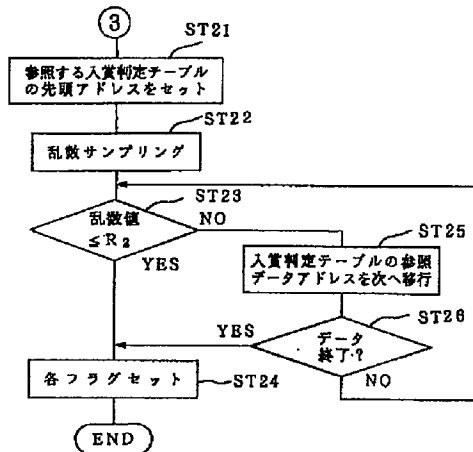 3
ST21
参照する入賞判定テーブル
の先頭アドレスをセット
ST22
乱数サンプリング
ST23
乱数値
≦R2
NO
YES
ST25
入賞判定テーブルの参照
データアドレスを次へ移行
ST26
データ
終了?
YES
NO
各フラグセット
ST24
END